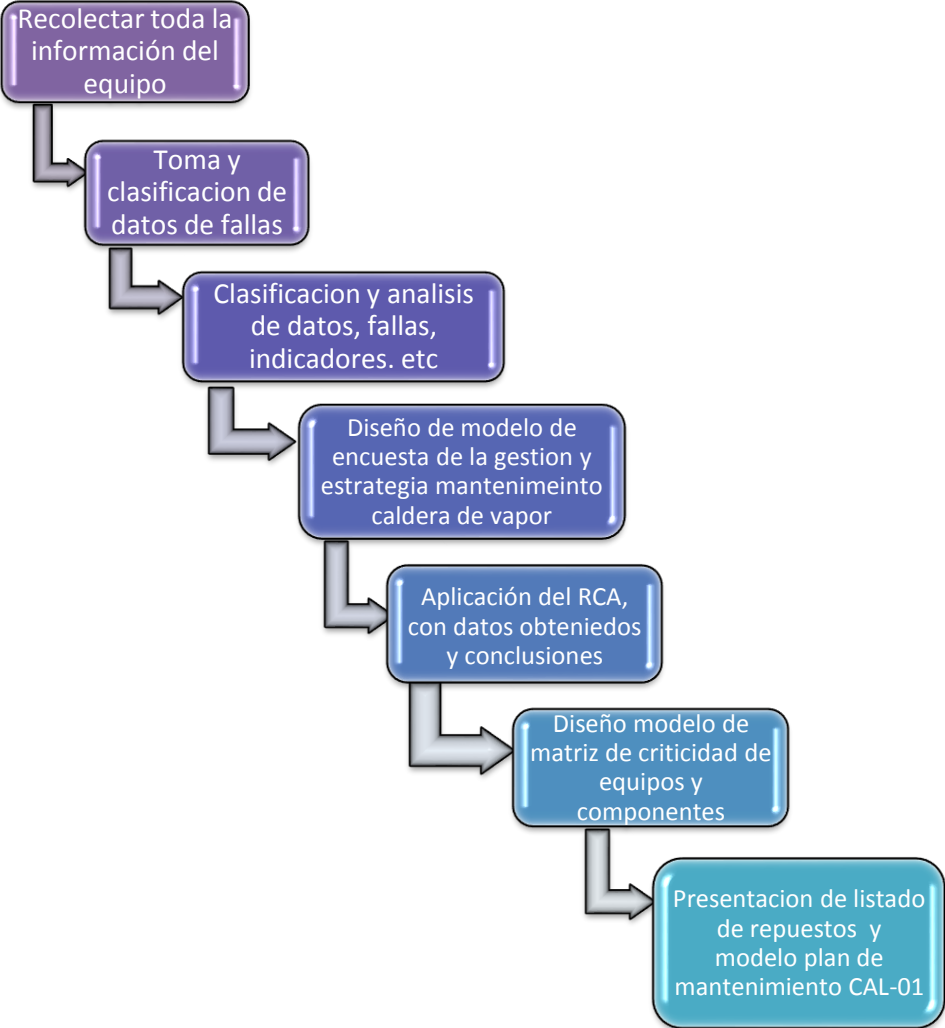 Recolectar toda la
información del
equipo
Toma y
clasificacion de
datos de fallas
Clasificacion y analisis
de datos, fallas,
indicadores. etc
Diseño de modelo de
encuesta de la gestion y
estrategia mantenimeinto
caldera de vapor
Aplicación del RCA,
con datos obteniedos
y conclusiones
Diseño modelo de
matriz de criticidad de
equipos y
componentes
Presentacion de listado
de repuestos y
modelo plan de
mantenimiento CAL-01